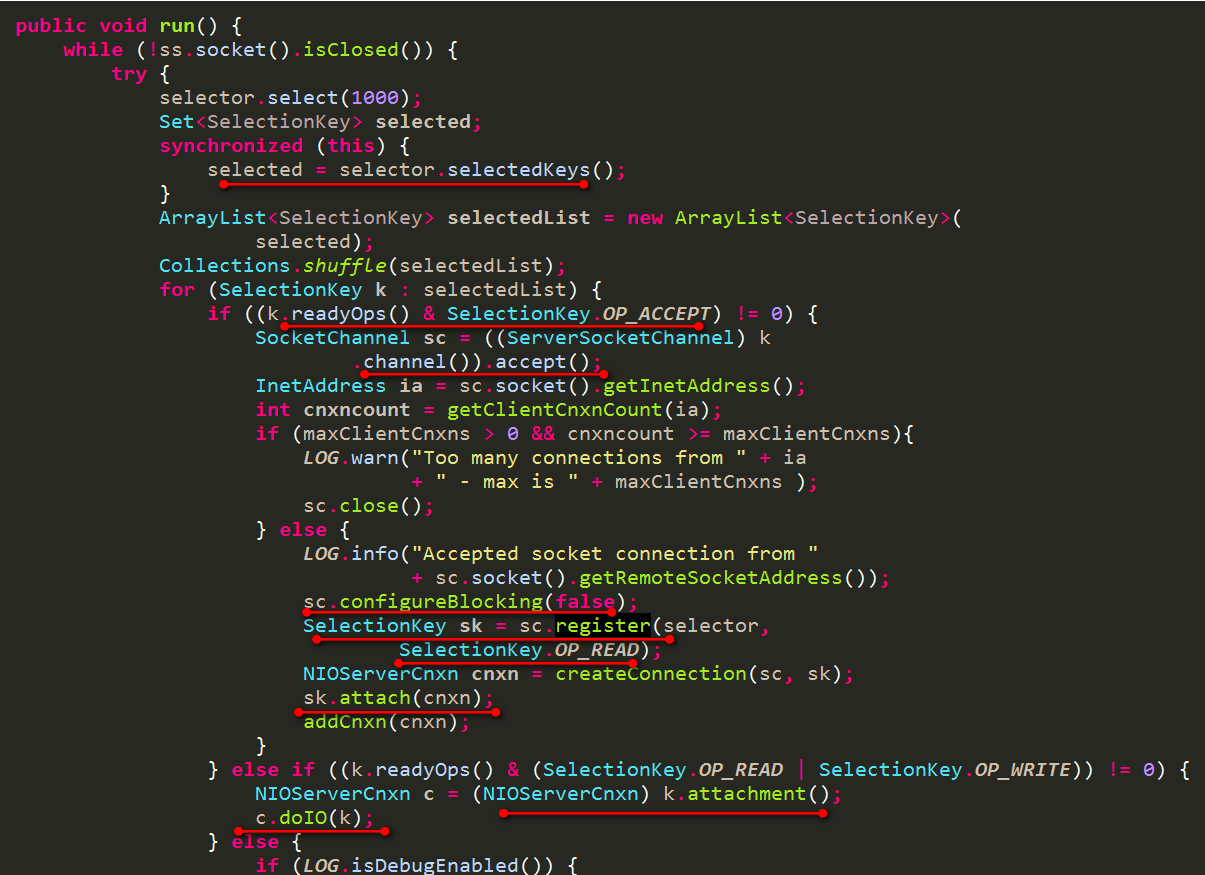 public void run() {
while (!ss.socket().isClosed()) {
try {
selector.select(1000);
Set<SelectionKey> selected;
synchronized (this) {
selected = selector.selectedKeys();
}
ArrayList<SelectionKey> selectedList = new ArrayList<SelectionKey>(
selected);
Collections.shuffle(selectedList);
for (SelectionKey k : selectedList) {
if ((k.readyOps() & SelectionKey.OP_ACCEPT) != 0) {
SocketChannel sc = ((ServerSocketChannel) k
.channel()).accept();
InetAddress ia = sc.socket().getInetAddress();
int cnxncount = getClientCnxnCount(ia);
if (maxClientCnxns > 0 && cnxncount >= maxClientCnxns){
LOG.warn("Too many connections from " + ia
+ " - max is " + maxClientCnxns );
sc.close();
} else {
LOG.info("Accepted socket connection from "
+ sc.socket().getRemoteSocketAddress());
sc.configureBlocking(false);
SelectionKey sk = sc.register(selector,
SelectionKey.OP_READ);
NIOServerCnxn cnxn = createConnection(sc, sk);
sk.attach(cnxn);
addCnxn(cnxn);
}
} else if ((k.readyOps() & (SelectionKey.OP_READ | SelectionKey.OP_WRITE)) != 0) {
NIOServerCnxn c = (NIOServerCnxn) k.attachment();
c.doIO(k);
} else {
if (LOG.isDebugEnabled()) {